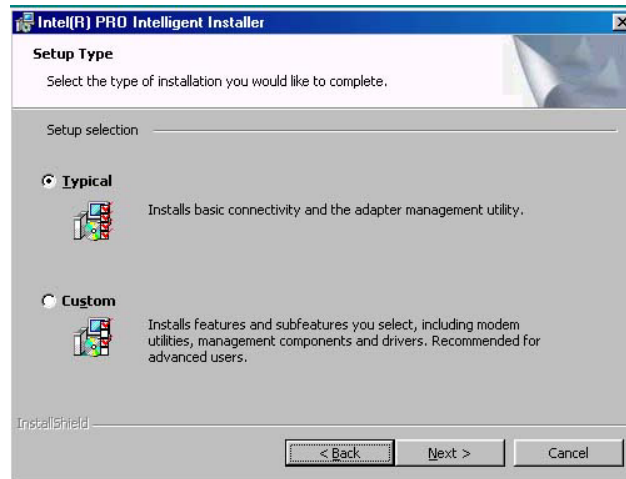 Intel(R) PRO Intelligent Installer
Setup Type
Select the type of installation you would like to complete.
Setup selection
Typical
Installs basic connectivity and the adapter management utility.
Custom
Installs features and subfeatures you select, including modem
utilities, management components and drivers. Recommended for
advanced users.
InstallShield
< Back Next > Cancel